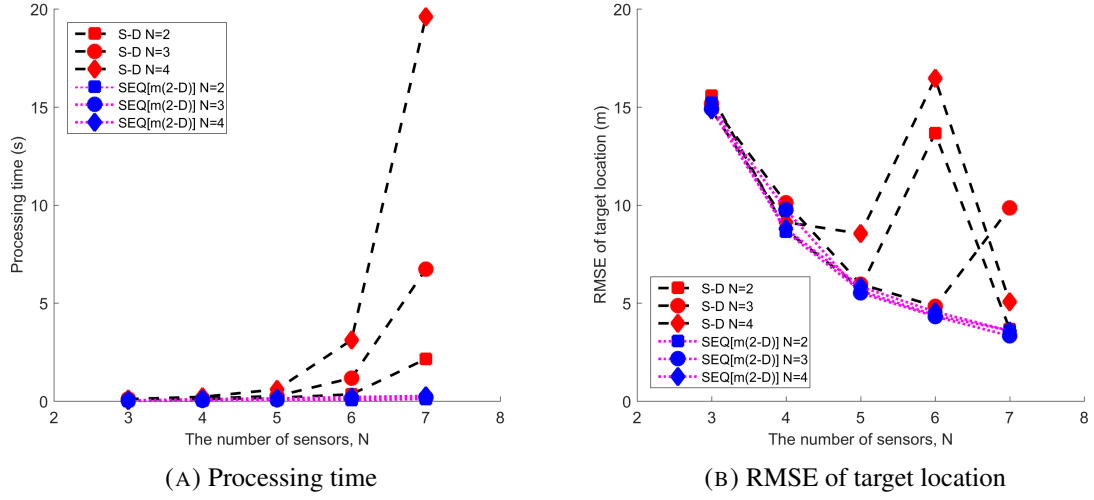 20
15
10
5
0
Processing time (s)
S-D N=2
S-D N=3
S-D N=4
SEQ[m(2-D)] N=2
SEQ[m(2-D)] N=3
SEQ[m(2-D)] N=4
2 3 4 5 6 7 8
The number of sensors, N
(A) Processing time
20
15
10
5
0
RMSE of target location (m)
S-D N=2
S-D N=3
S-D N=4
SEQ[m(2-D)] N=2
SEQ[m(2-D)] N=3
SEQ[m(2-D)] N=4
2 3 4 5 6 7 8
The number of sensors, N
(B) RMSE of target location